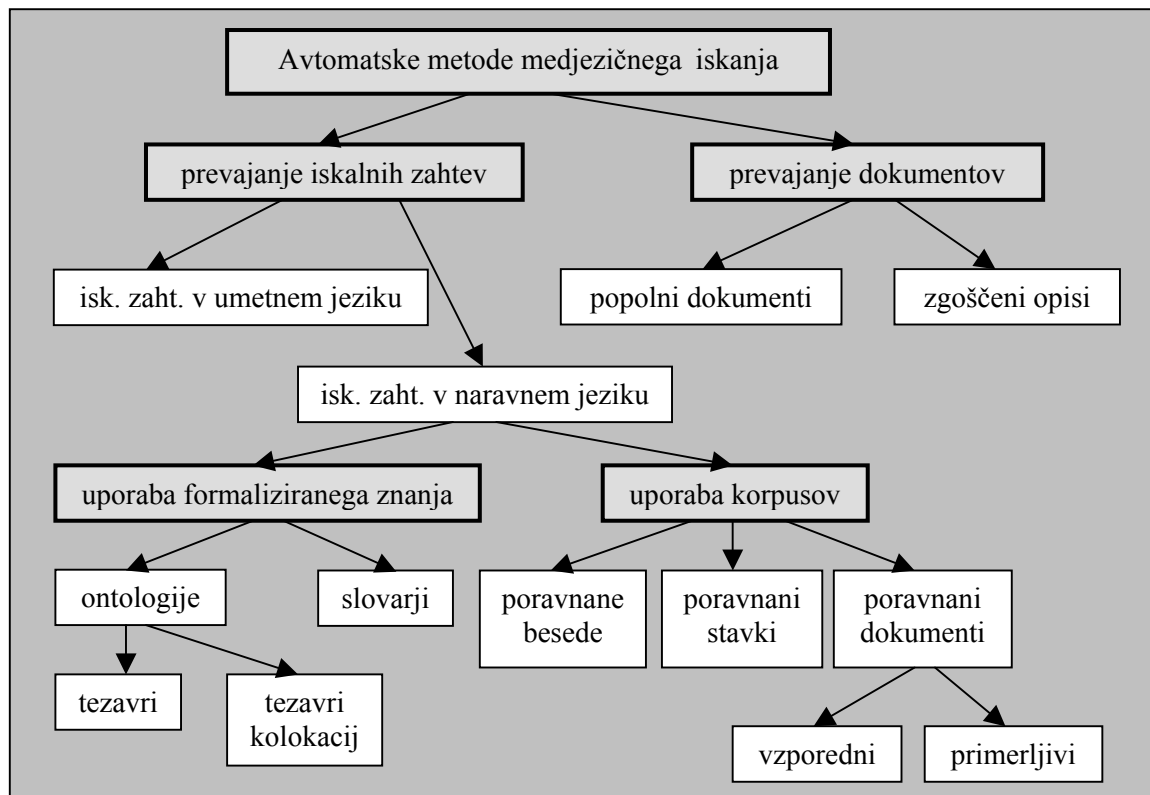 Avtomatske metode medjezičnega iskanja
prevajanje iskalnih zahtev
prevajanje dokumentov
isk. zaht. v umetnem jeziku
popolni dokumenti
zgoščeni opisi
isk. zaht. v naravnem jeziku
uporaba formaliziranega znanja
uporaba korpusov
ontologije
slovarji
poravnane
besede
poravnani
stavki
poravnani
dokumenti
tezavri
tezavri
kolokacij
vzporedni
primerljivi